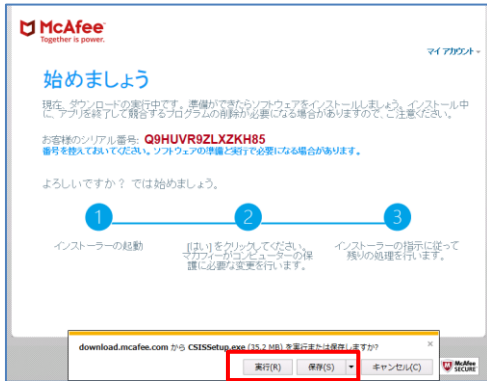 McAfee
Together is power.
マイ アカウント
始めましょう
現在、ダウンロードの実行中です。準備ができたらソフトウェアをインストールしましょう。インストール中
に、アプリを終了して競合するプログラムの削除が必要になる場合がありますので、ご注意ください。
お客様のシリアル番号: Q9HUVR9ZLXZKH85
番号を控えておいてください。ソフトウェアの準備と実行で必要になる場合があります。
よろしいですか？ では始めましょう。
1
2
3
インストーラーの起動
[はい] をクリックしてください。
マカフィーがコンピューターの保
護に必要な変更を行います。
インストーラーの指示に従って
残りの処理を行います。
download.mcafee.com から CSISSetup.exe (35.2 MB) を実行または保存しますか?
×
実行(R)
保存(S)
キャンセル(C)
McAfee
SECURE